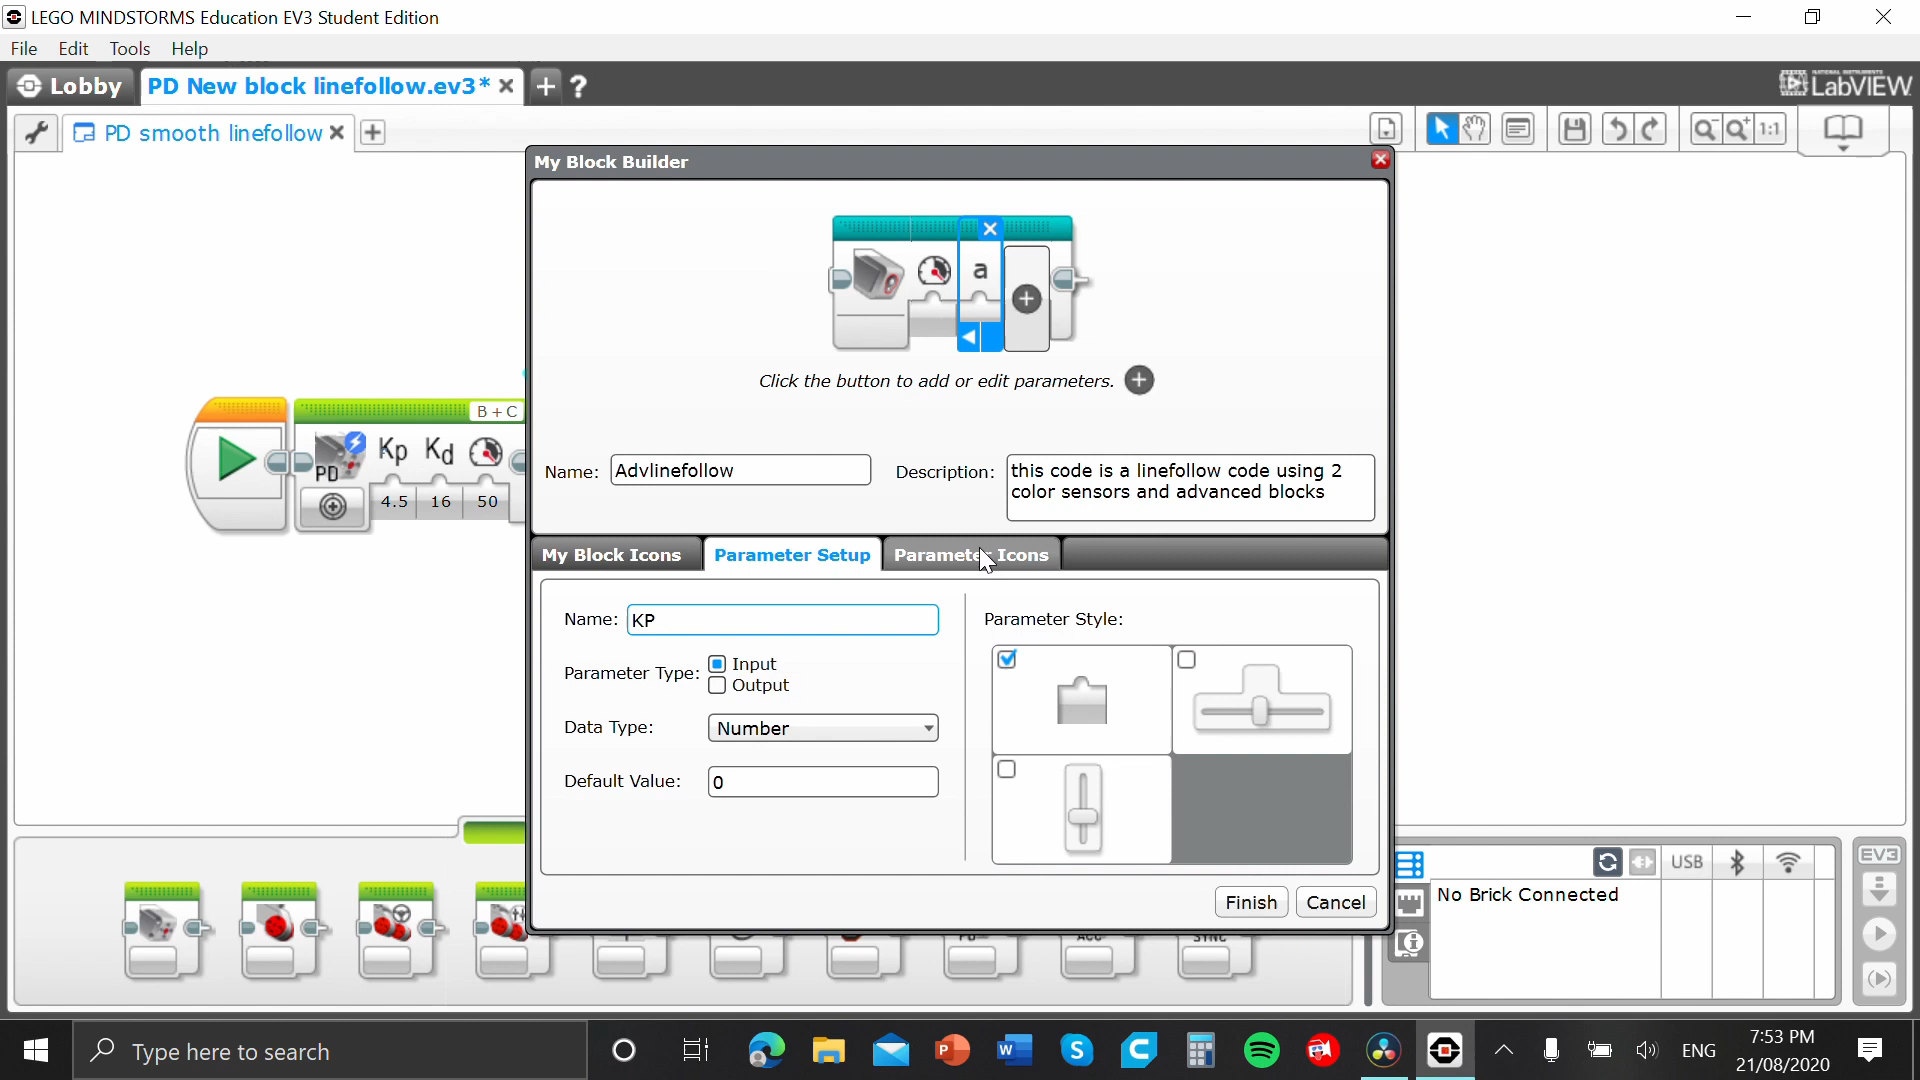 LEGO MINDSTORMS Education EV3 Student Edition
File Edit Tools Help
Lobby PD New block linefollow.ev3* + ?
NATIONAL INSTRUMENTS
LabVIEW
PD smooth linefollow
1:1
My Block Builder
a
Click the button to add or edit parameters.
B + C
PD Kp Kd
4.5 16 50
Name: Advlinefollow
Description: this code is a linefollow code using 2
color sensors and advanced blocks
My Block Icons Parameter Setup Parameter Icons
Name: KP
Parameter Type: Input
Output
Data Type: Number
Default Value: 0
Parameter Style:
Finish Cancel
USB
EV3
No Brick Connected
Type here to search
ENG
7:53 PM
21/08/2020